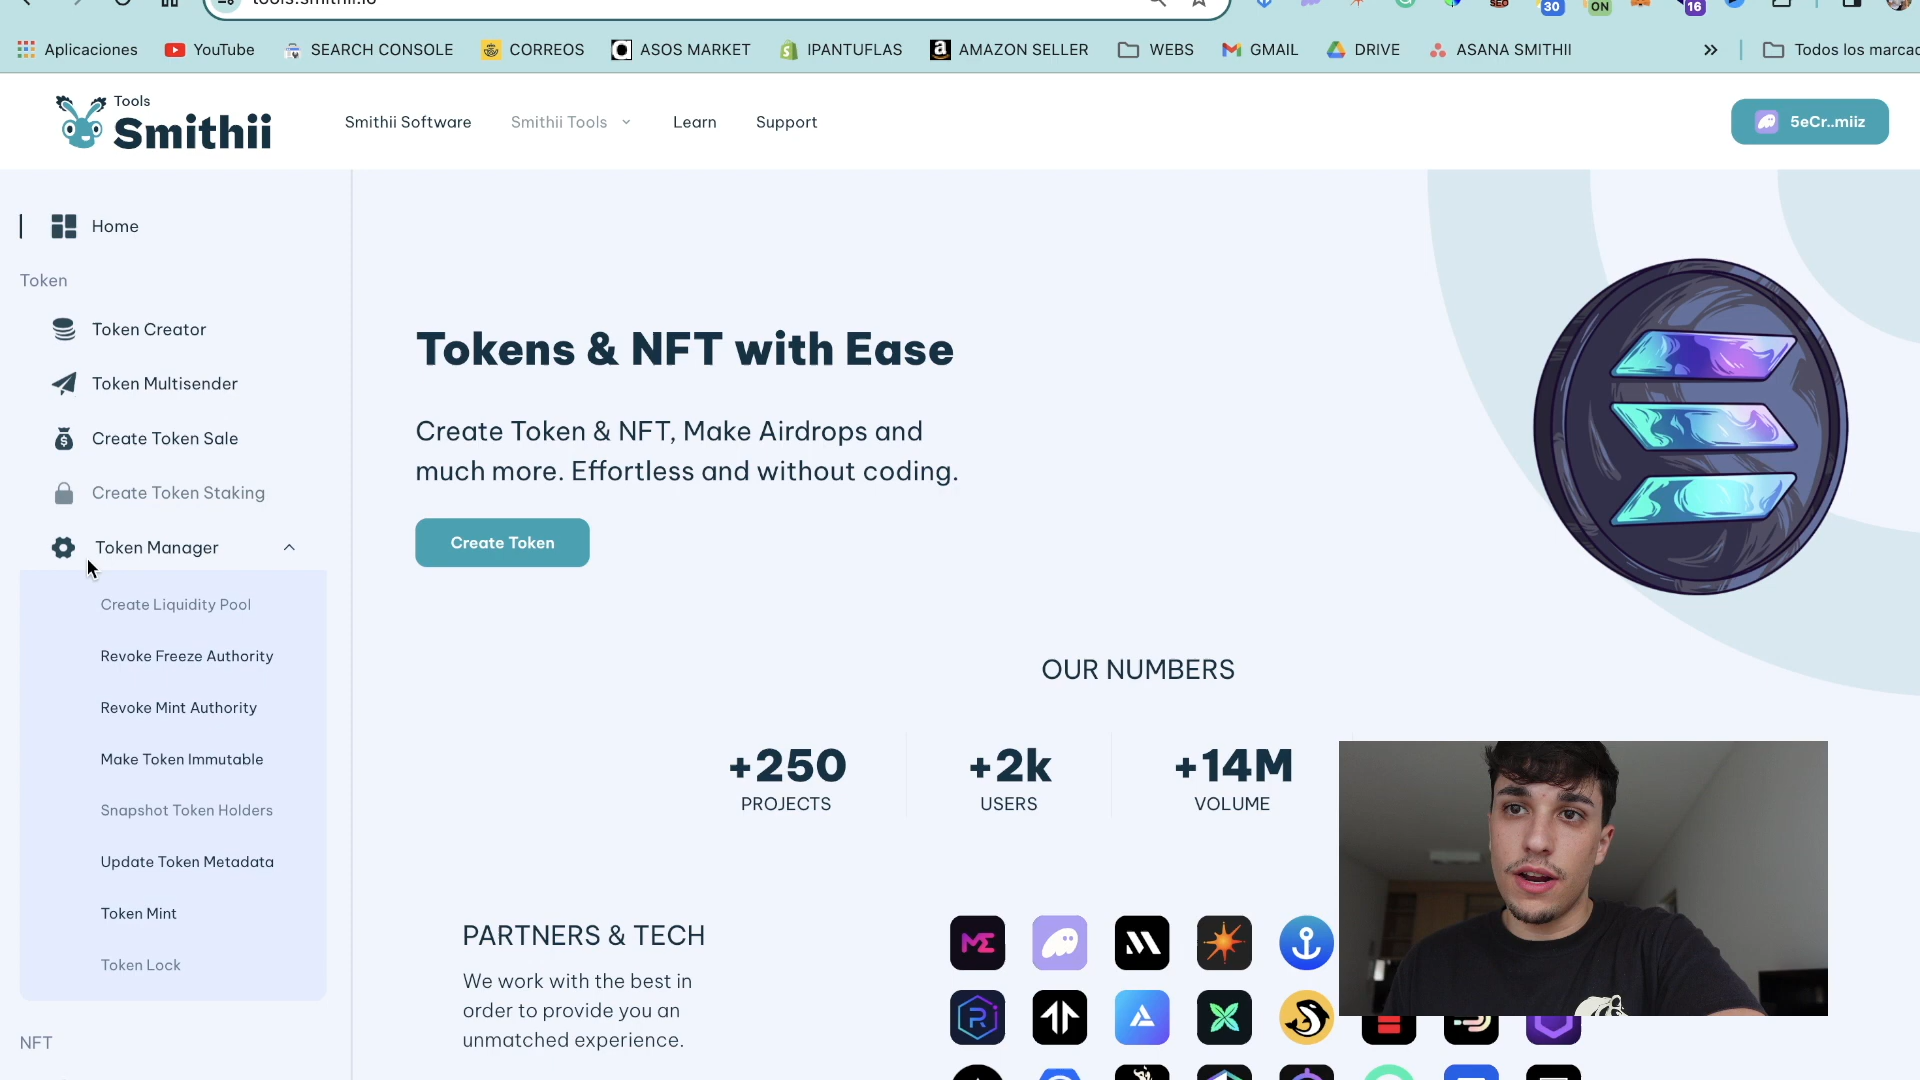 30
ON
16
Aplicaciones
YouTube
SEARCH CONSOLE
CORREOS
ASOS MARKET
IPANTUFLAS
AMAZON SELLER
WEBS
GMAIL
DRIVE
ASANA SMITHII
Todos los marcad
Tools
Smithii
Smithii Software
Smithii Tools
Learn
Support
5eCr..miiz
Home
Token
Token Creator
Token Multisender
Create Token Sale
Create Token Staking
Token Manager
Create Liquidity Pool
Revoke Freeze Authority
Revoke Mint Authority
Make Token Immutable
Snapshot Token Holders
Update Token Metadata
Token Mint
Token Lock
NFT
Tokens & NFT with Ease
Create Token & NFT, Make Airdrops and
much more. Effortless and without coding.
Create Token
OUR NUMBERS
+250
PROJECTS
+2k
USERS
+14M
VOLUME
PARTNERS & TECH
We work with the best in
order to provide you an
unmatched experience.